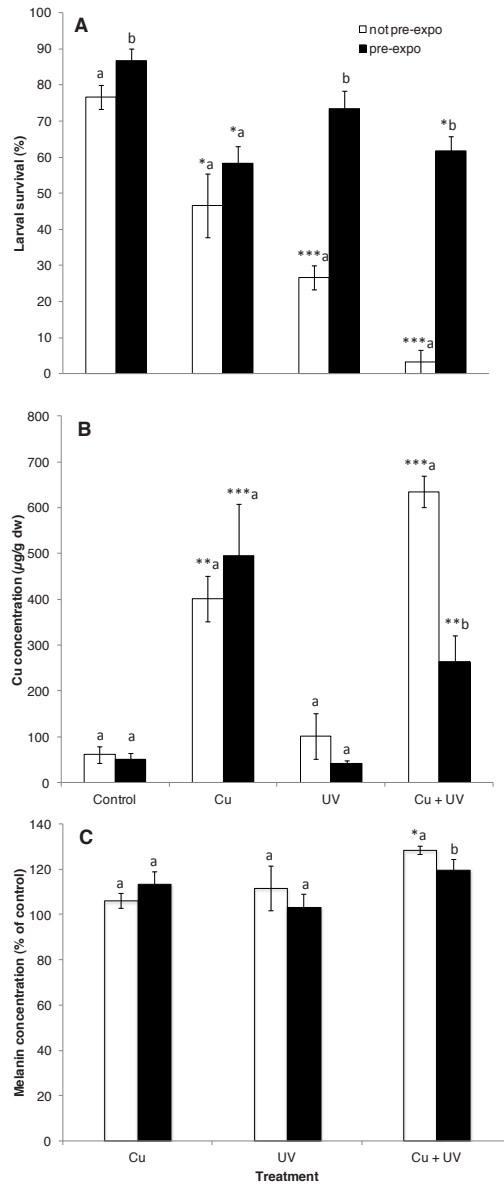 A
not pre-expo
pre-expo
Larval survival (%)
100
90
80
70
60
50
40
30
20
10
0
a
b
*a
*a
***a
b
***a
*b
B
Cu concentration (µg/g dw)
800
700
600
500
400
300
200
100
0
a
a
**a
***a
a
a
***a
**b
Control
Cu
UV
Cu + UV
C
Melanin concentration (% of control)
140
120
100
80
60
40
20
0
a
a
a
a
*a
b
Cu
UV
Cu + UV
Treatment